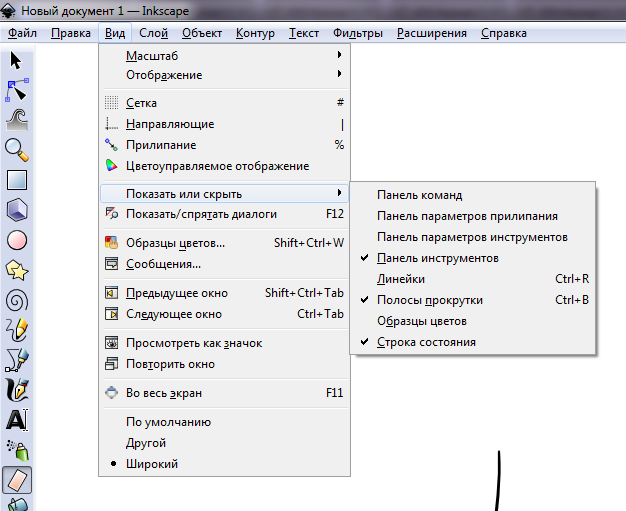 Новый документ 1 — Inkscape
Файл Правка Вид Слой Объект Контур Текст Фильтры Расширения Справка
Масштаб
Отображение
Сетка #
Направляющие |
Прилипание %
Цветоуправляемое отображение
Показать или скрыть
Показать/спрятать диалоги F12
Образцы цветов... Shift+Ctrl+W
Сообщения...
Предыдущее окно Shift+Ctrl+Tab
Следующее окно Ctrl+Tab
Просмотреть как значок
Повторить окно
Во весь экран F11
По умолчанию
Другой
Широкий
Панель команд
Панель параметров прилипания
Панель параметров инструментов
Панель инструментов
Линейки Ctrl+R
Полосы прокрутки Ctrl+B
Образцы цветов
Строка состояния